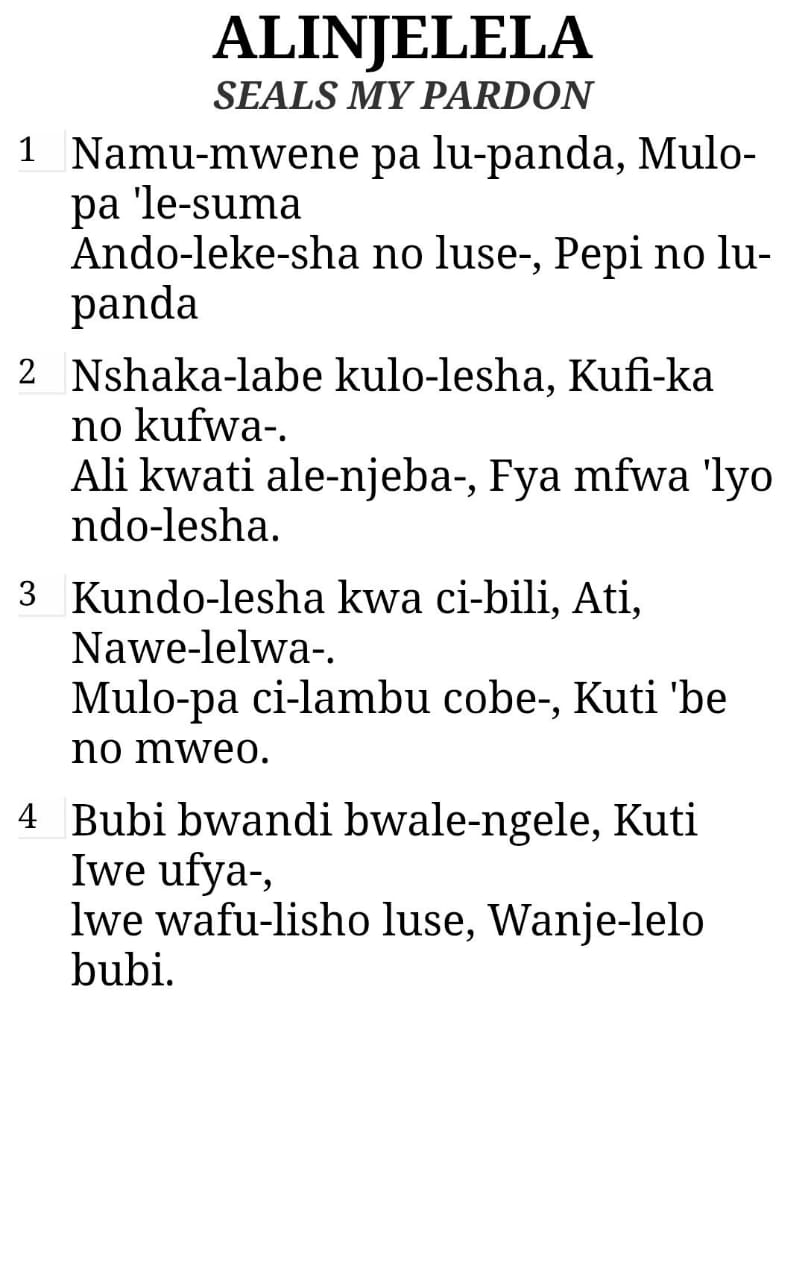 ALINJELELA
SEALS MY PARDON
1 Namu-mwene pa lu-panda, Mulo-
pa 'le-suma
Ando-leke-sha no luse-, Pepi no lu-
panda
2 Nshaka-labe kulo-lesha, Kufi-ka
no kufwa-.
Ali kwati ale-njeba-, Fya mfwa 'lyo
ndo-lesha.
3 Kundo-lesha kwa ci-bili, Ati,
Nawe-lelwa-.
Mulo-pa ci-lambu cobe-, Kuti 'be
no mweo.
4 Bubi bwandi bwale-ngele, Kuti
Iwe ufya-,
lwe wafu-lisho luse, Wanje-lelo
bubi.